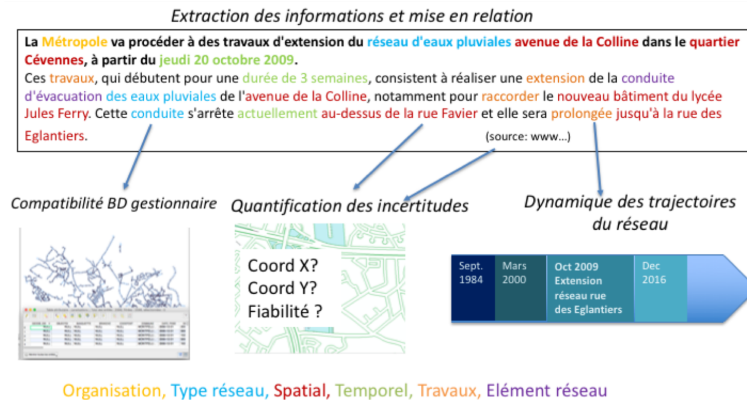 Extraction des informations et mise en relation
La Métropole va procéder à des travaux d'extension du réseau d'eaux pluviales avenue de la Colline dans le quartier
Cévennes, à partir du jeudi 20 octobre 2009.
Ces travaux, qui débutent pour une durée de 3 semaines, consistent à réaliser une extension de la conduite
d'évacuation des eaux pluviales de l'avenue de la Colline, notamment pour raccorder le nouveau bâtiment du lycée
Jules Ferry. Cette conduite s'arrête actuellement au-dessus de la rue Favier et elle sera prolongée jusqu'à la rue des
Eglantiers. (source: www...)
Compatibilité BD gestionnaire
Quantification des incertitudes
Dynamique des trajectoires
du réseau
Coord X?
Coord Y?
Fiabilité ?
Sept.
1984
Mars
2000
Oct 2009
Extension
réseau rue
des Eglantiers
Dec
2016
Organisation, Type réseau, Spatial, Temporel, Travaux, Elément réseau